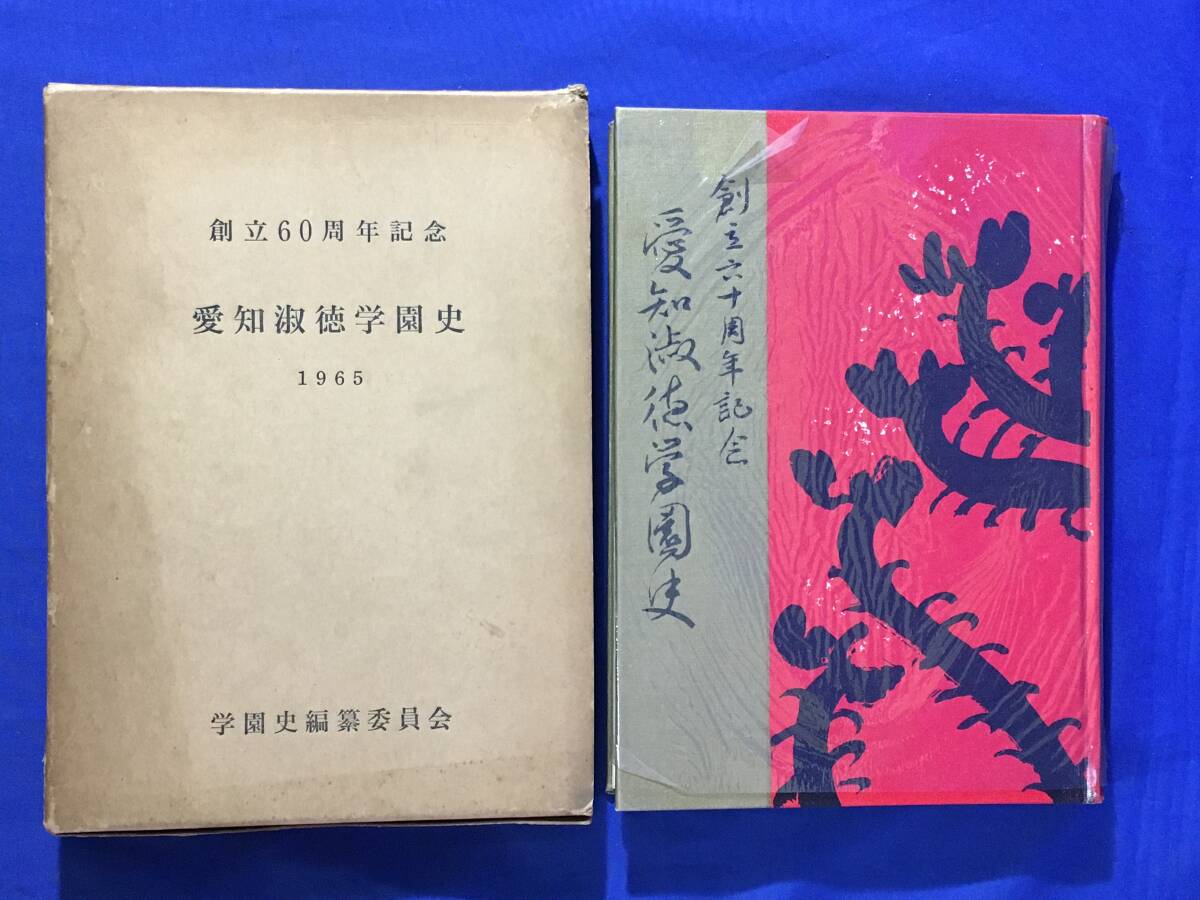 創立60周年記念
愛知淑徳学園史
1965
学園史編纂委員会
創立六十周年記念
愛知淑徳学園史